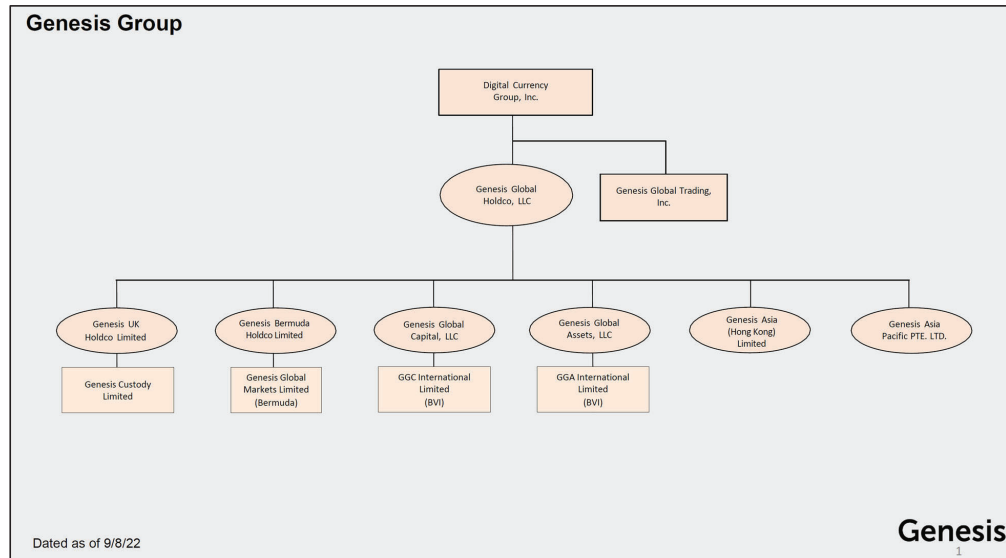 Genesis Group
Digital Currency
Group, Inc.
Genesis Global
Holdco, LLC
Genesis Global Trading,
Inc.
Genesis UK
Holdco Limited
Genesis Bermuda
Holdco Limited
Genesis Global
Capital, LLC
Genesis Global
Assets, LLC
Genesis Asia
(Hong Kong)
Limited
Genesis Asia
Pacific PTE. LTD.
Genesis Custody
Limited
Genesis Global
Markets Limited
(Bermuda)
GGC International
Limited
(BVI)
GGA International
Limited
(BVI)
Dated as of 9/8/22
Genesis
1